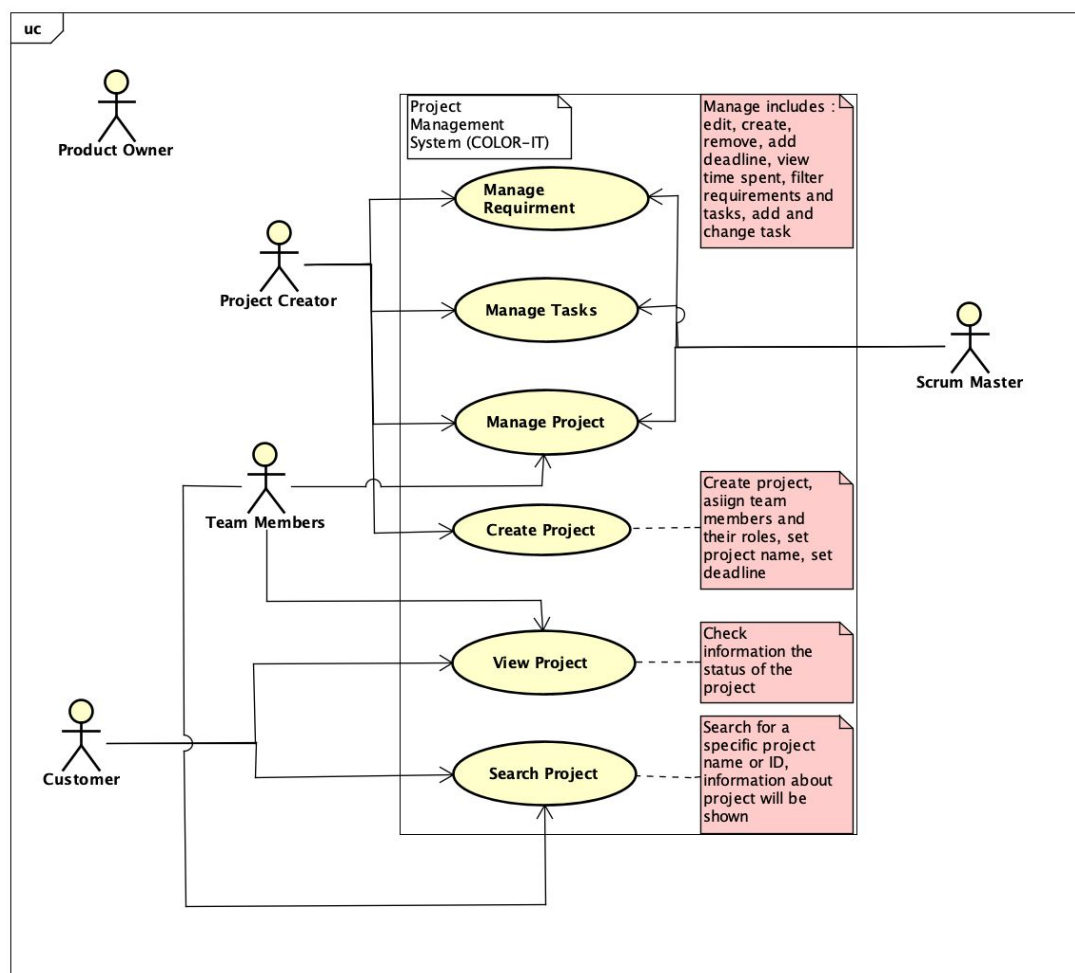 uc
Product Owner
Project
Management
System (COLOR-IT)
Manage includes :
edit, create,
remove, add
deadline, view
time spent, filter
requirements and
tasks, add and
change task
Manage
Requirment
Project Creator
Manage Tasks
Scrum Master
Manage Project
Team Members
Create Project
Create project,
asiign team
members and
their roles, set
project name, set
deadline
View Project
Check
information the
status of the
project
Customer
Search Project
Search for a
specific project
name or ID,
information about
project will be
shown